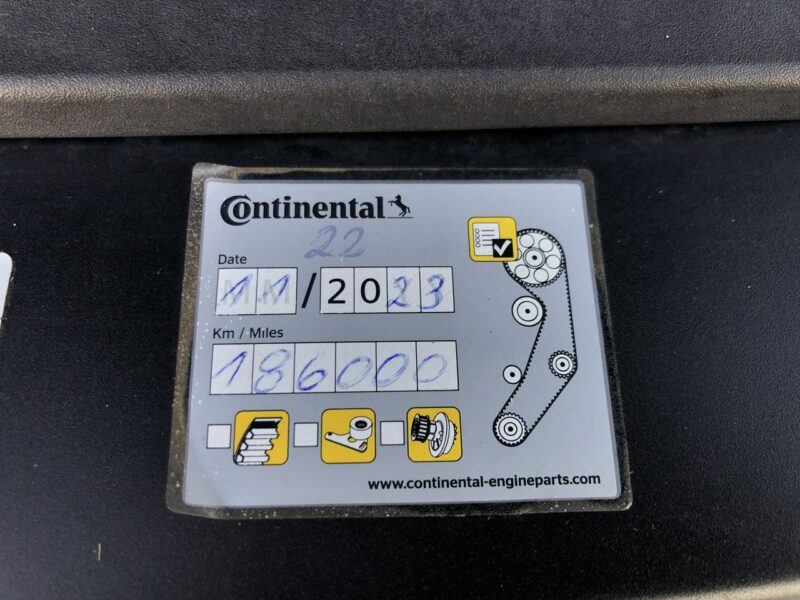 Continental
22
Date
11/2023
Km / Miles
186000
www.continental-engineparts.com